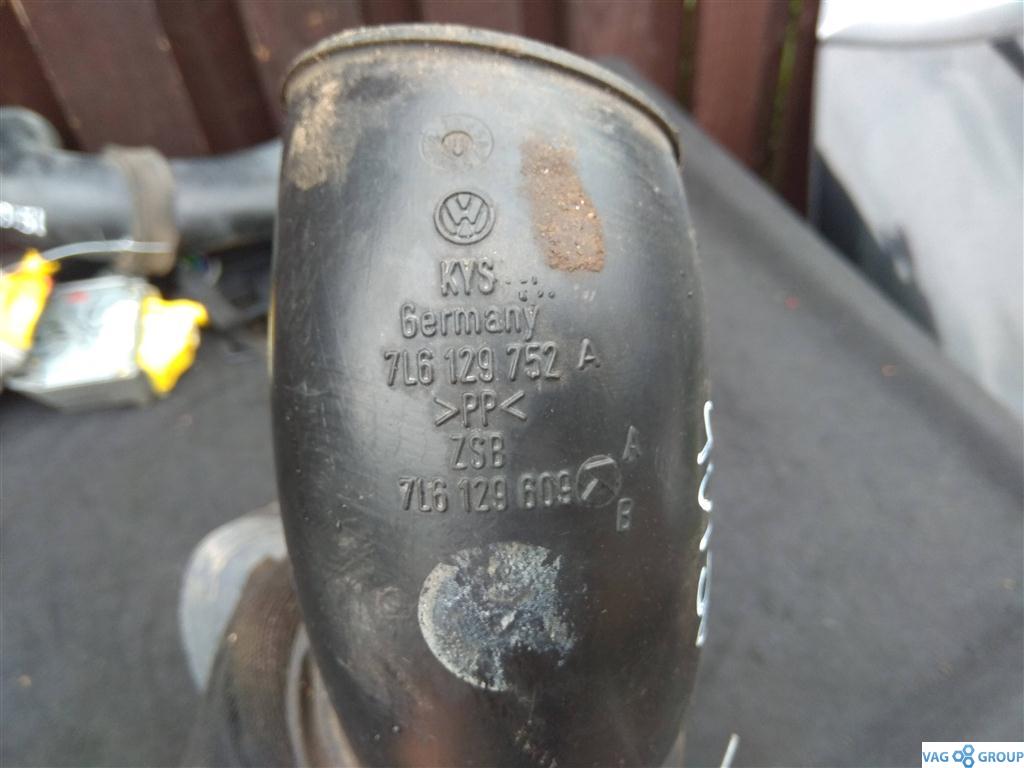 VW
KYS
Germany
7L6 129 752 A
>PP<
ZSB
7L6 129 609
A
B
VAG GROUP